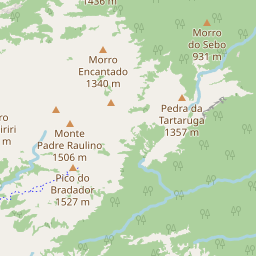 1436 m
Morro
do Sebo
931 m
Morro
Encantado
1340 m
Pedra da
Tartaruga
1357 m
Monte
Padre Raulino
1506 m
Pico do
Bradador
1527 m